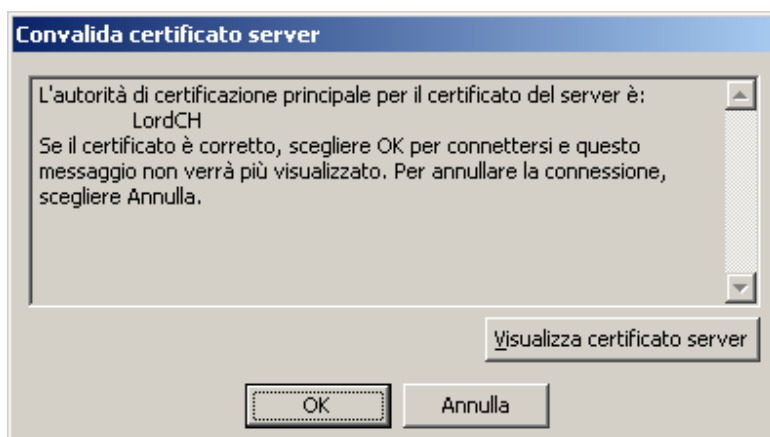 Convalida certificato server
L'autorità di certificazione principale per il certificato del server è:
LordCH
Se il certificato è corretto, scegliere OK per connettersi e questo
messaggio non verrà più visualizzato. Per annullare la connessione,
scegliere Annulla.
Visualizza certificato server
OK
Annulla